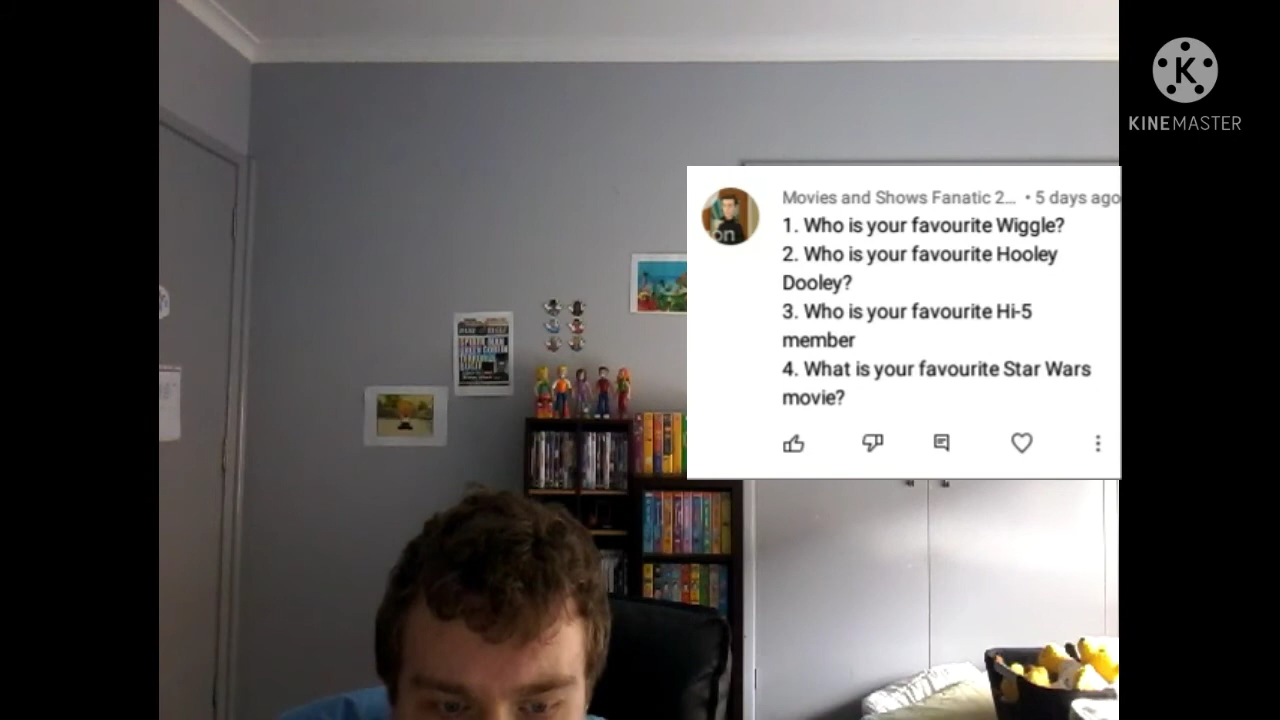 KINEMASTER
Movies and Shows Fanatic 2... • 5 days ago
1. Who is your favourite Wiggle?
2. Who is your favourite Hooley
Dooley?
3. Who is your favourite Hi-5
member
4. What is your favourite Star Wars
movie?
on